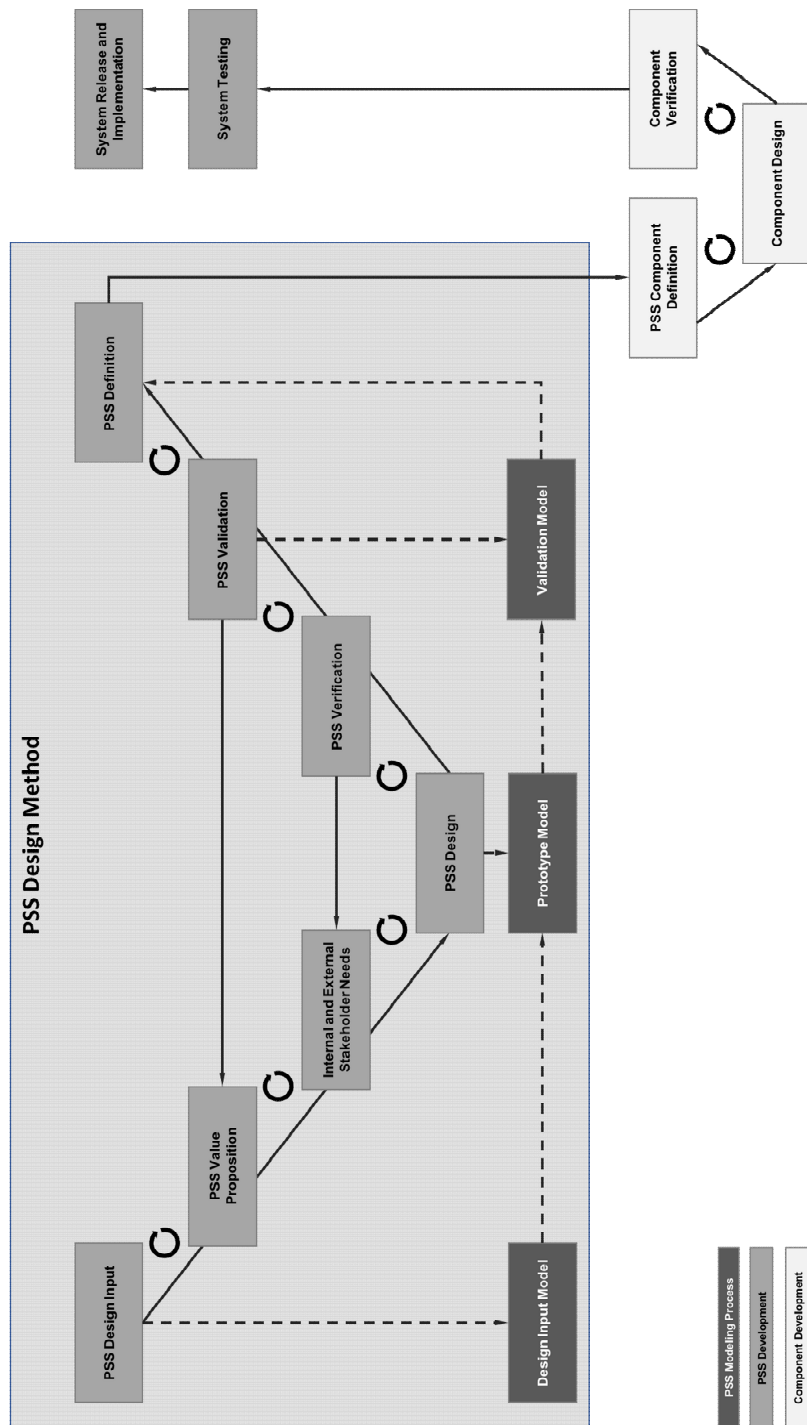 PSS Design Method
PSS Design Input
PSS Value
Proposition
Internal and External
Stakeholder Needs
PSS Design
PSS Verification
PSS Validation
PSS Definition
Design Input Model
Prototype Model
Validation Model
PSS Component
Definition
Component Design
Component
Verification
System Testing
System Release and
Implementation
PSS Modeling Process
PSS Development
Component Development